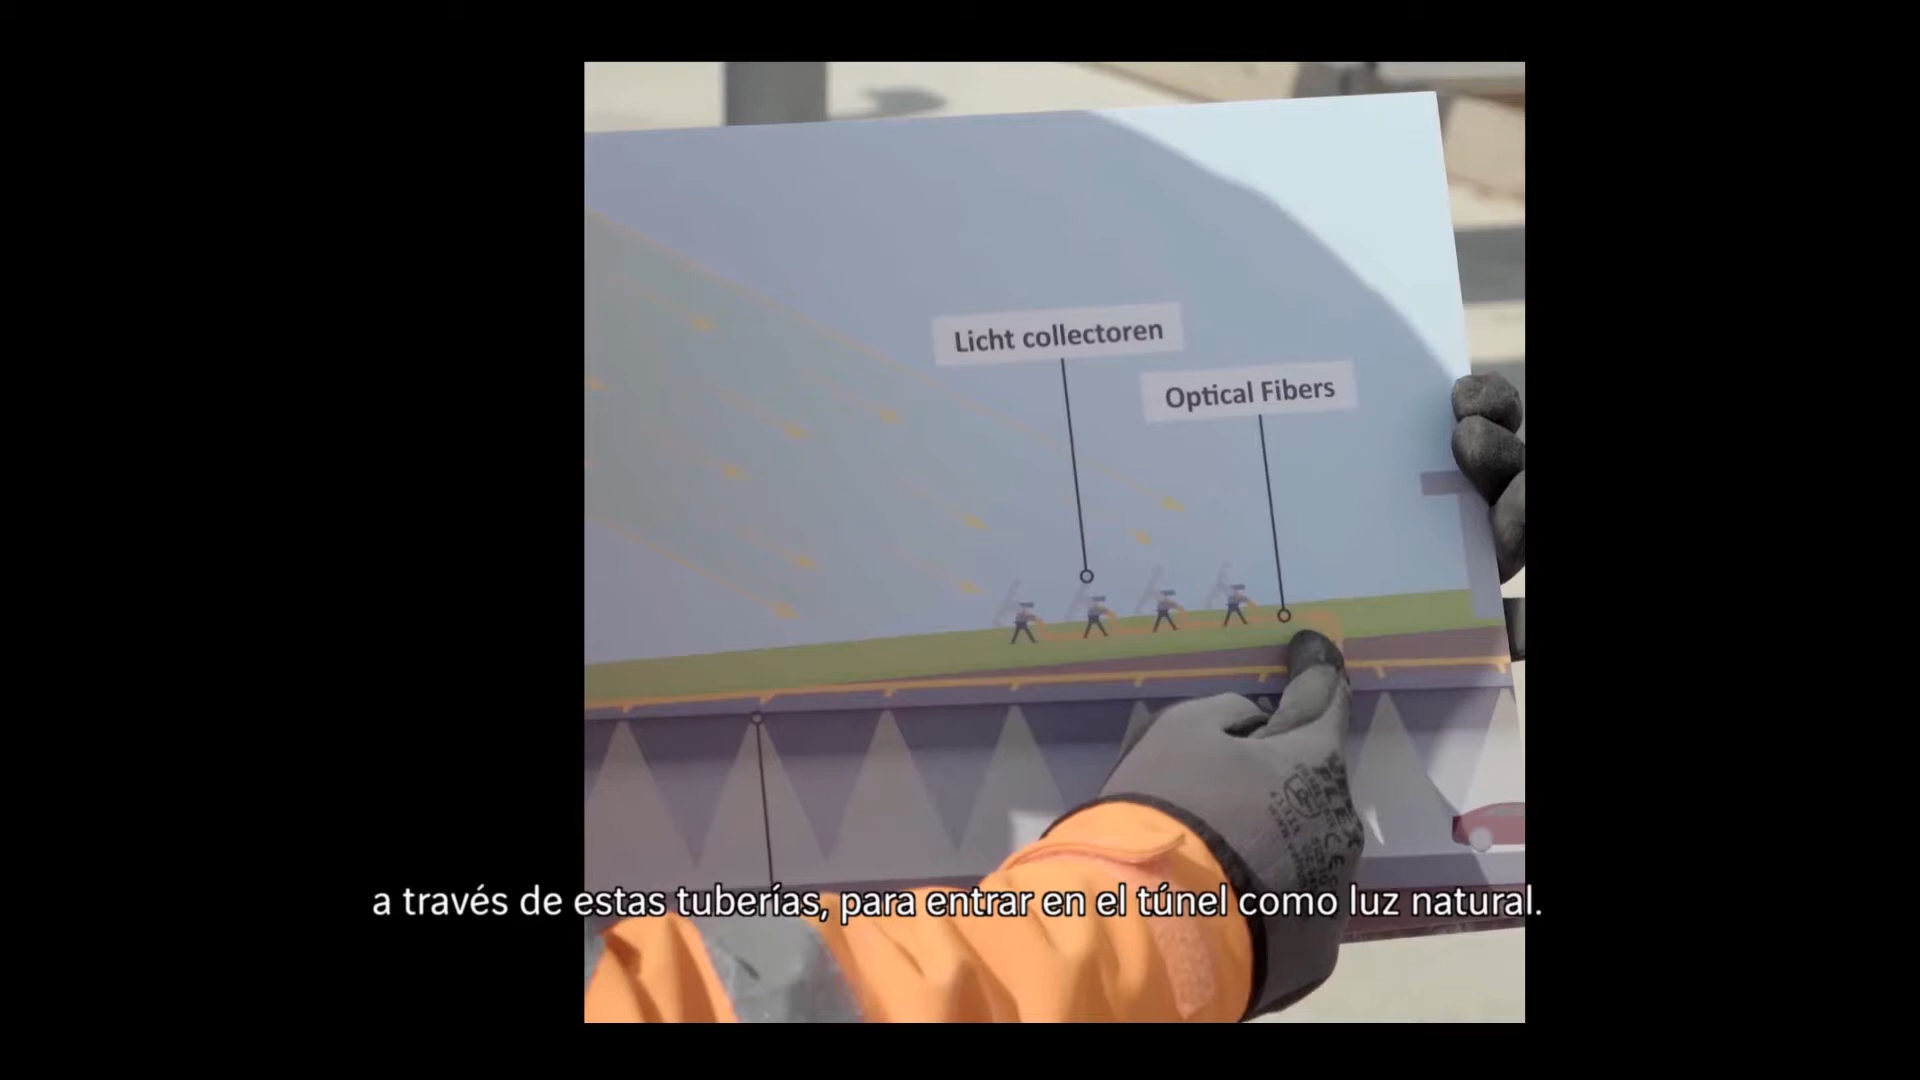 Licht collectoren
Optical Fibers
a través de estas tuberías, para entrar en el túnel como luz natural.